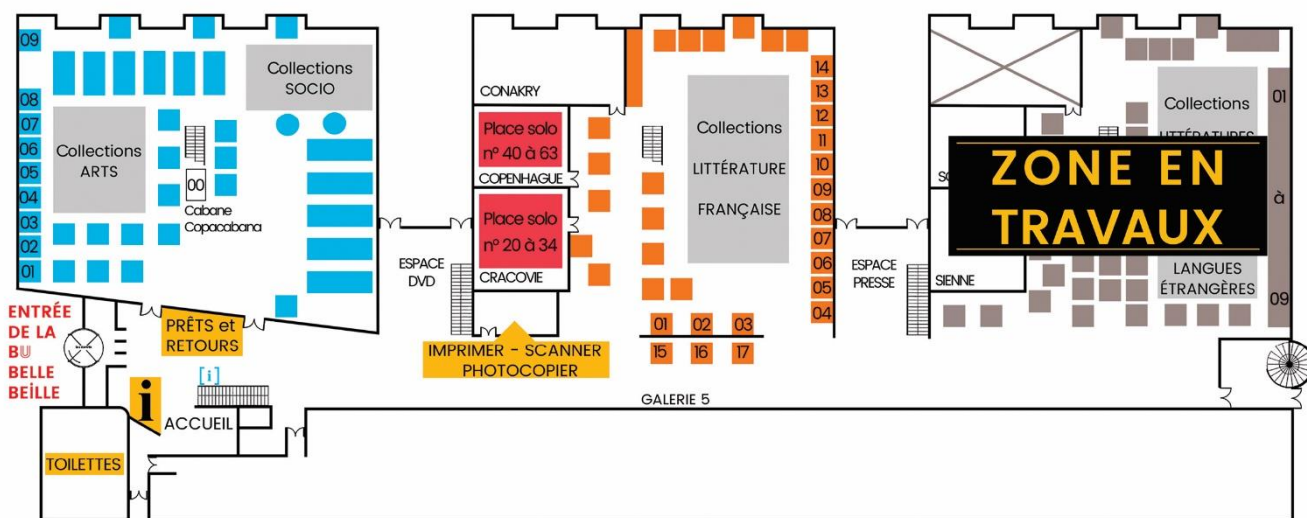 09
08
07
06
05
04
03
02
01
Collections
ARTS
Collections
SOCIO
00
Cabane
Copacabana
ENTRÉE
DE LA
BU
BELLE
BEILLE
PRÊTS et
RETOURS
[i]
i
ACCUEIL
TOILETTES
ESPACE
DVD
CONAKRY
Place solo
n° 40 à 63
COPENHAGUE
Place solo
n° 20 à 34
CRACOVIE
IMPRIMER - SCANNER
PHOTOCOPIER
Collections
LITTÉRATURE
FRANÇAISE
14
13
12
11
10
09
08
07
06
05
04
01 02 03
15 16 17
GALERIE 5
ESPACE
PRESSE
SIENNE
Collections
ZONE EN
TRAVAUX
LANGUES
ÉTRANGÈRES
01
à
09